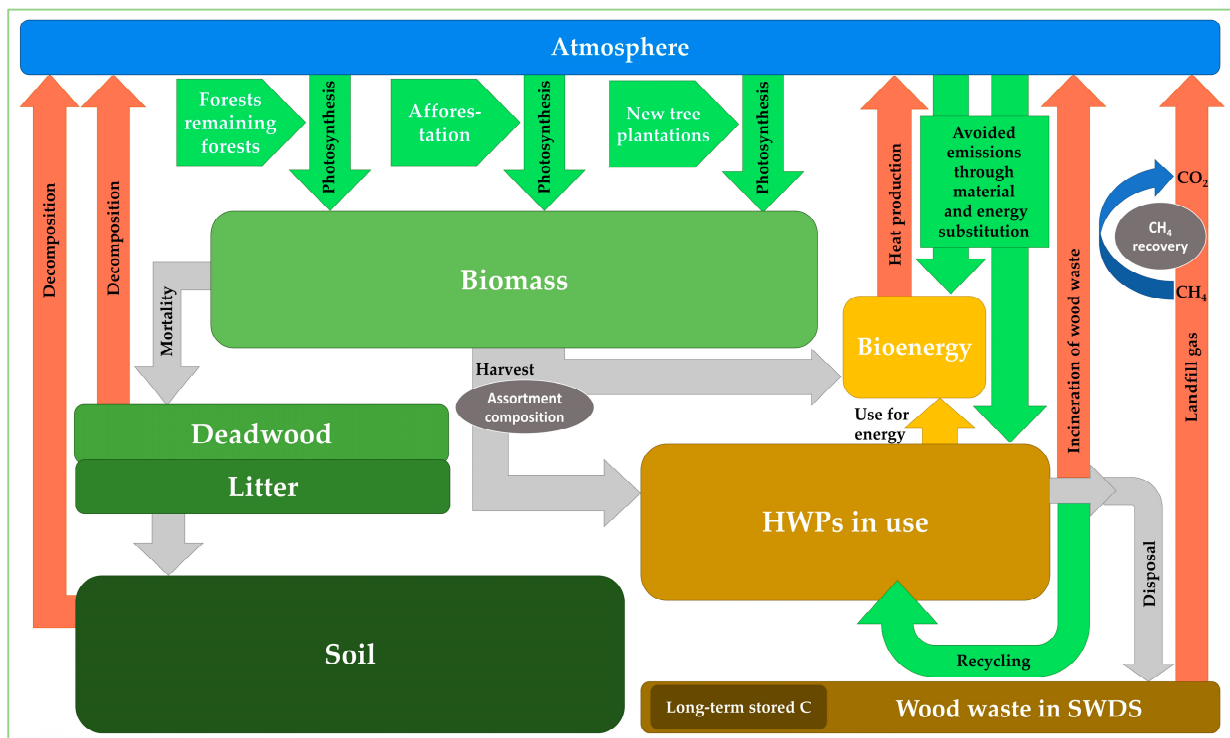 Atmosphere
Forests
remaining
forests
Photosynthesis
Affores-
tation
Photosynthesis
New tree
plantations
Photosynthesis
Avoided
emissions
through
material
and energy
substitution
Decomposition
Decomposition
Heat production
Incineration of wood waste
CO₂
CH₄
recovery
CH₄
Landfill gas
Biomass
Mortality
Bioenergy
Harvest
Assortment
composition
Use for
energy
Deadwood
Litter
HWPs in use
Disposal
Soil
Recycling
Long-term stored C
Wood waste in SWDS